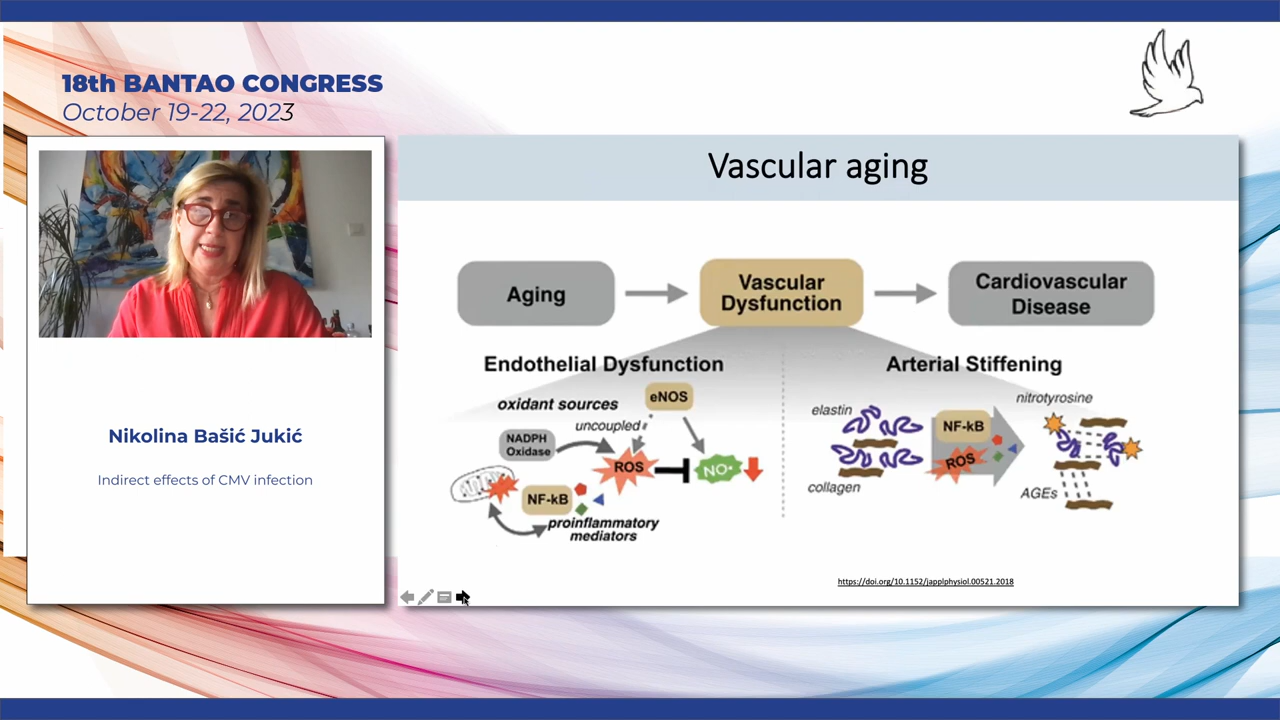 18th BANTAO CONGRESS
October 19-22, 2023
Nikolina Bašić Jukić
Indirect effects of CMV infection
Vascular aging
Aging
Vascular
Dysfunction
Cardiovascular
Disease
Endothelial Dysfunction
oxidant sources
eNOS
uncoupled
NADPH
Oxidase
ROS
NO•
NF-kB
proinflammatory
mediators
Arterial Stiffening
elastin
collagen
NF-kB
ROS
nitrotyrosine
AGEs
https://doi.org/10.1152/japplphysiol.00521.2018